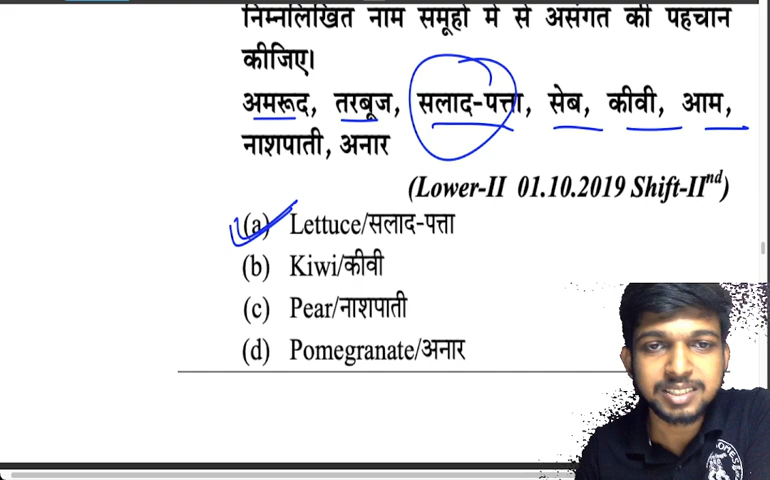 निम्नलिखित नाम समूहों में से असंगत की पहचान
कीजिए।
अमरूद, तरबूज, सलाद-पत्ता, सेब, कीवी, आम,
नाशपाती, अनार
(Lower-II 01.10.2019 Shift-IInd)
(a) Lettuce/सलाद-पत्ता
(b) Kiwi/कीवी
(c) Pear/नाशपाती
(d) Pomegranate/अनार